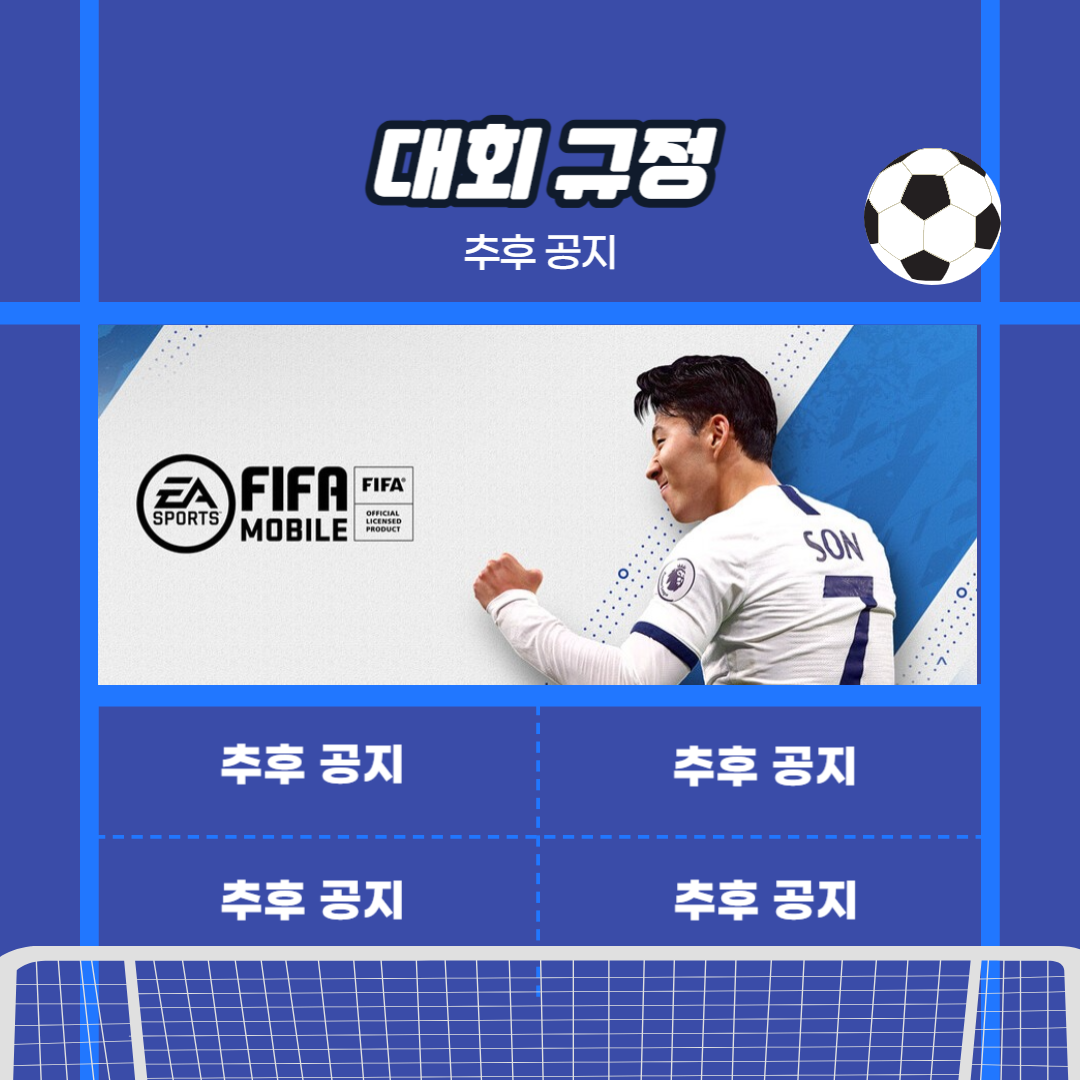 대회 규정
추후 공지
EA
SPORTS™
FIFA
MOBILE
FIFA®
OFFICIAL
LICENSED
PRODUCT
SON
7
추후 공지
추후 공지
추후 공지
추후 공지